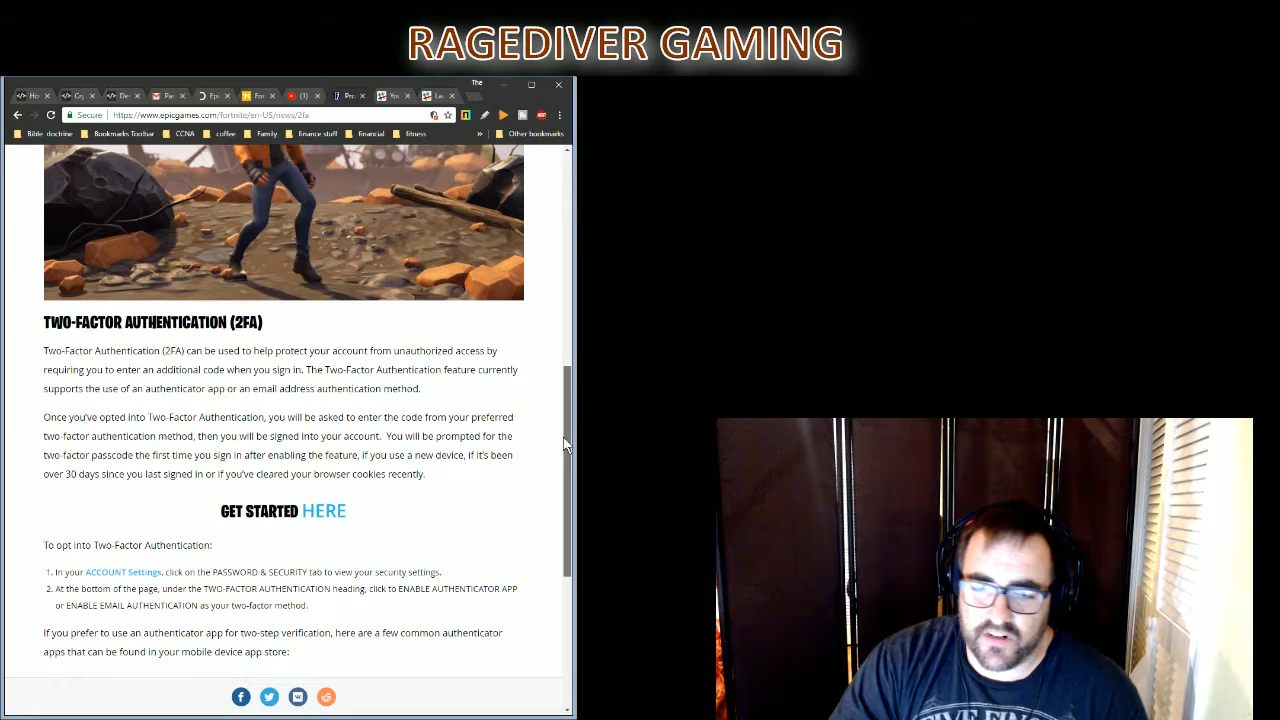 RAGEDIVER GAMING
The
Secure
https://www.epicgames.com/fortnite/en-US/news/2fa
Bible doctrine
Bookmarks Toolbar
CCNA
coffee
Family
finance stuff
financial
fitness
»
Other bookmarks
TWO-FACTOR AUTHENTICATION (2FA)
Two-Factor Authentication (2FA) can be used to help protect your account from unauthorized access by
requiring you to enter an additional code when you sign in. The Two-Factor Authentication feature currently
supports the use of an authenticator app or an email address authentication method.
Once you've opted into Two-Factor Authentication, you will be asked to enter the code from your preferred
two-factor authentication method, then you will be signed into your account. You will be prompted for the
two-factor passcode the first time you sign in after enabling the feature, if you use a new device, if it's been
over 30 days since you last signed in or if you've cleared your browser cookies recently.
GET STARTED HERE
To opt into Two-Factor Authentication:
1. In your ACCOUNT Settings, click on the PASSWORD & SECURITY tab to view your security settings.
2. At the bottom of the page, under the TWO-FACTOR AUTHENTICATION heading, click to ENABLE AUTHENTICATOR APP
or ENABLE EMAIL AUTHENTICATION as your two-factor method.
If you prefer to use an authenticator app for two-step verification, here are a few common authenticator
apps that can be found in your mobile device app store: